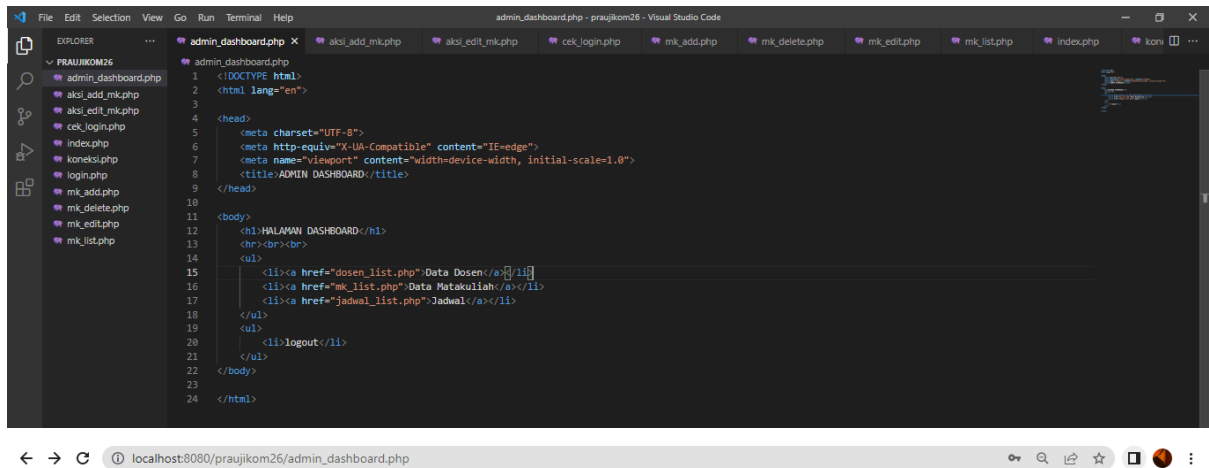 File Edit Selection View Go Run Terminal Help admin_dashboard.php - praujikom26 - Visual Studio Code
EXPLORER ··· admin_dashboard.php aksi_add_mk.php aksi_edit_mk.php cek_login.php mk_add.php mk_delete.php mk_edit.php mk_list.php index.php kon ···
PRAUJIKOM26
admin_dashboard.php
aksi_add_mk.php
aksi_edit_mk.php
cek_login.php
index.php
koneksi.php
login.php
mk_add.php
mk_delete.php
mk_edit.php
mk_list.php
admin_dashboard.php
1 <!DOCTYPE html>
2 <html lang="en">
3
4 <head>
5 <meta charset="UTF-8">
6 <meta http-equiv="X-UA-Compatible" content="IE=edge">
7 <meta name="viewport" content="width=device-width, initial-scale=1.0">
8 <title>ADMIN DASHBOARD</title>
9 </head>
10
11 <body>
12 <h1>HALAMAN DASHBOARD</h1>
13 <hr><br><br>
14 <ul>
15 <li><a href="dosen_list.php">Data Dosen</a></li>
16 <li><a href="mk_list.php">Data Matakuliah</a></li>
17 <li><a href="jadwal_list.php">Jadwal</a></li>
18 </ul>
19 <ul>
20 <li>logout</li>
21 </ul>
22 </body>
23
24 </html>
localhost:8080/praujikom26/admin_dashboard.php